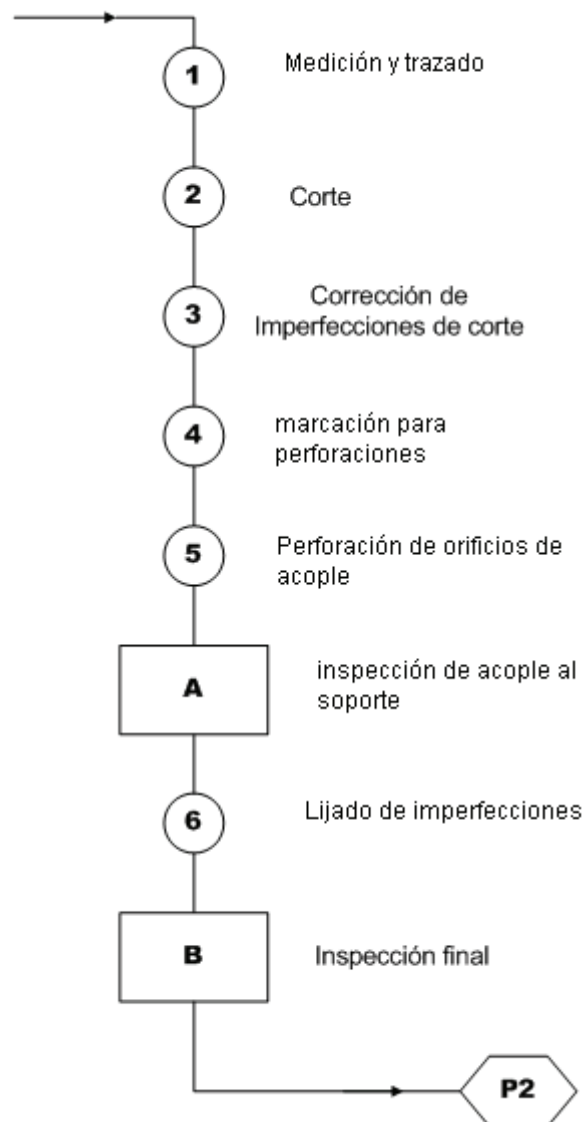 1
Medición y trazado
2
Corte
3
Corrección de
Imperfecciones de corte
4
marcación para
perforaciones
5
Perforación de orificios de
acople
A
inspección de acople al
soporte
6
Lijado de imperfecciones
B
Inspección final
P2